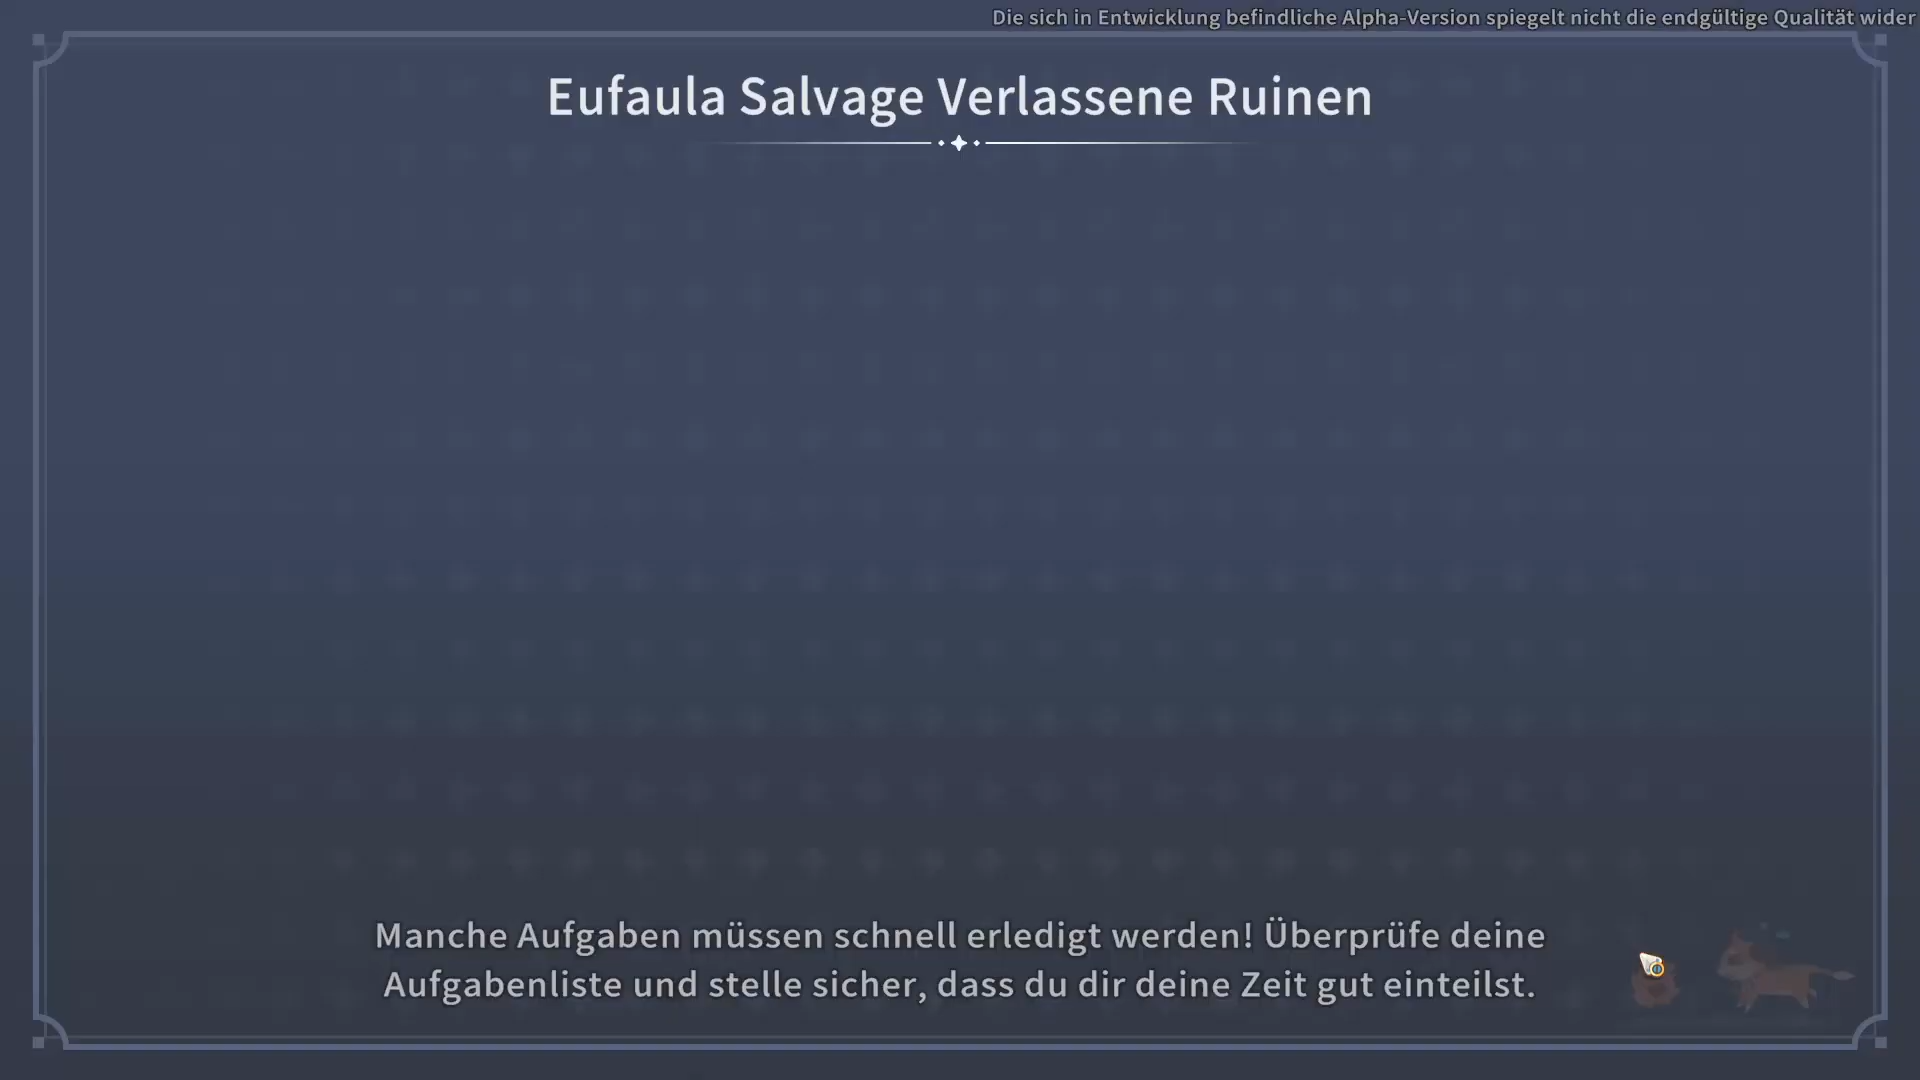 Die sich in Entwicklung befindliche Alpha-Version spiegelt nicht die endgültige Qualität wider
Eufaula Salvage Verlassene Ruinen
Manche Aufgaben müssen schnell erledigt werden! Überprüfe deine
Aufgabenliste und stelle sicher, dass du dir deine Zeit gut einteilst.